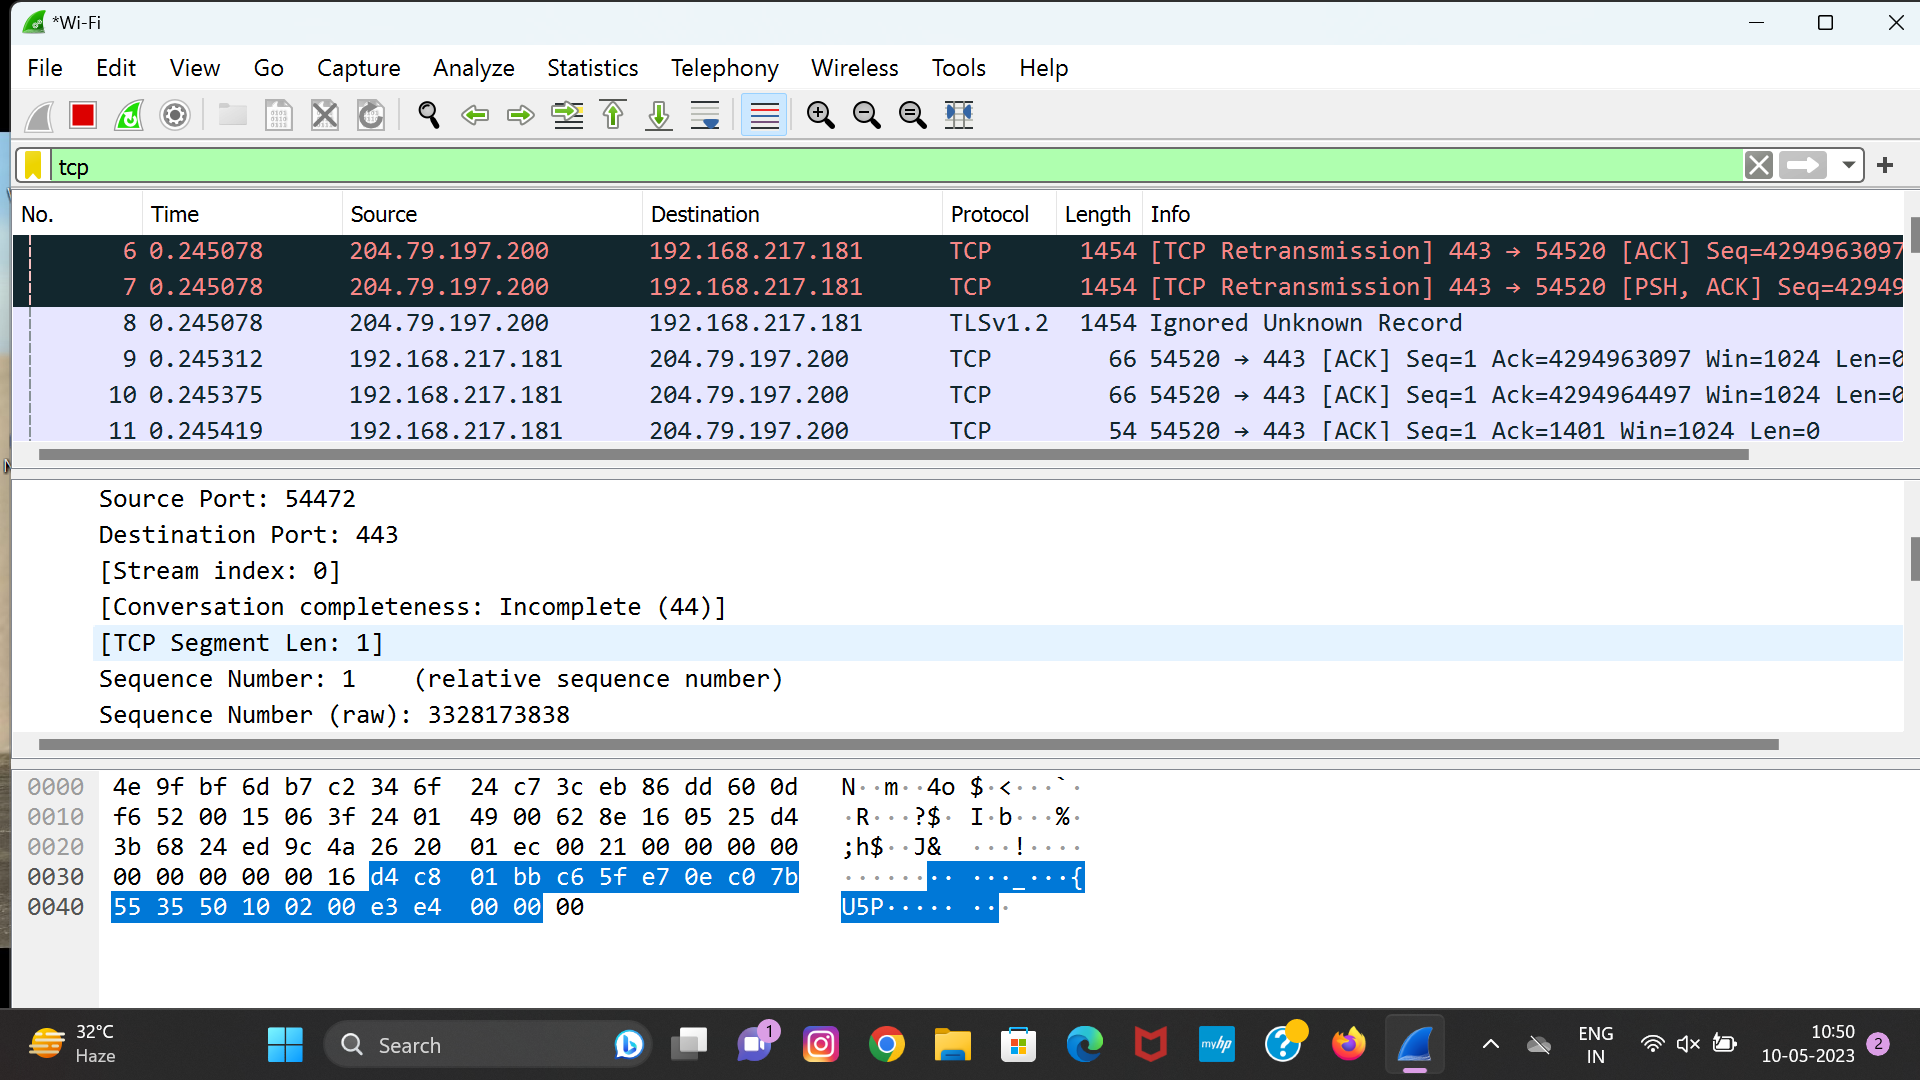 *Wi-Fi
File Edit View Go Capture Analyze Statistics Telephony Wireless Tools Help
tcp
No. Time Source Destination Protocol Length Info
6 0.245078 204.79.197.200 192.168.217.181 TCP 1454 [TCP Retransmission] 443 → 54520 [ACK] Seq=4294963097
7 0.245078 204.79.197.200 192.168.217.181 TCP 1454 [TCP Retransmission] 443 → 54520 [PSH, ACK] Seq=42949
8 0.245078 204.79.197.200 192.168.217.181 TLSv1.2 1454 Ignored Unknown Record
9 0.245312 192.168.217.181 204.79.197.200 TCP 66 54520 → 443 [ACK] Seq=1 Ack=4294963097 Win=1024 Len=0
10 0.245375 192.168.217.181 204.79.197.200 TCP 66 54520 → 443 [ACK] Seq=1 Ack=4294964497 Win=1024 Len=0
11 0.245419 192.168.217.181 204.79.197.200 TCP 54 54520 → 443 [ACK] Seq=1 Ack=1401 Win=1024 Len=0
Source Port: 54472
Destination Port: 443
[Stream index: 0]
[Conversation completeness: Incomplete (44)]
[TCP Segment Len: 1]
Sequence Number: 1 (relative sequence number)
Sequence Number (raw): 3328173838
0000 4e 9f bf 6d b7 c2 34 6f 24 c7 3c eb 86 dd 60 0d N··m··4o $·<···`·
0010 f6 52 00 15 06 3f 24 01 49 00 62 8e 16 05 25 d4 ·R···?$· I·b···%·
0020 3b 68 24 ed 9c 4a 26 20 01 ec 00 21 00 00 00 00 ;h$··J& ···!····
0030 00 00 00 00 00 16 d4 c8 01 bb c6 5f e7 0e c0 7b ········ ···_···{
0040 55 35 50 10 02 00 e3 e4 00 00 00 U5P····· ···
32°C
Haze
Search
1
myhp
ENG
IN
10:50
10-05-2023
2